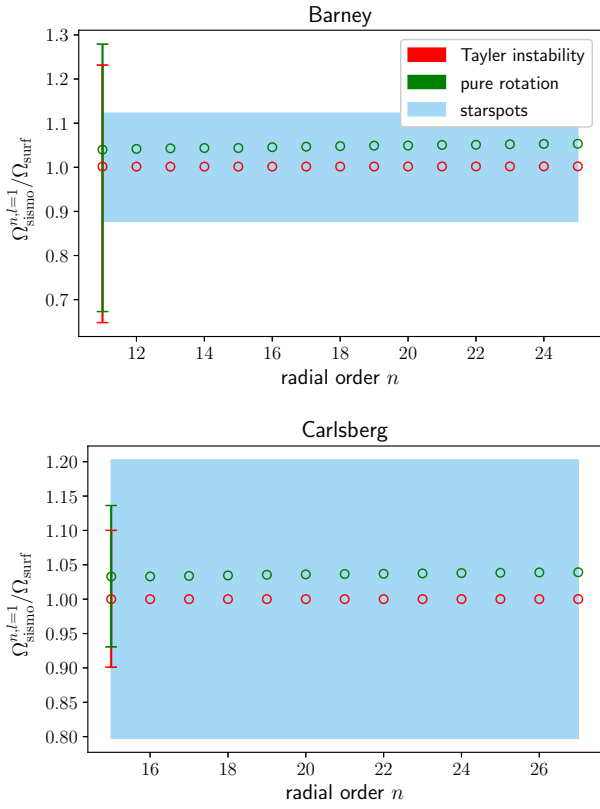 Barney
1.3
1.2
1.1
1.0
0.9
0.8
0.7
Ω_sismo^{n,l=1}/Ω_surf
Tayler instability
pure rotation
starspots
12 14 16 18 20 22 24
radial order n
Carlsberg
1.20
1.15
1.10
1.05
1.00
0.95
0.90
0.85
0.80
Ω_sismo^{n,l=1}/Ω_surf
16 18 20 22 24 26
radial order n